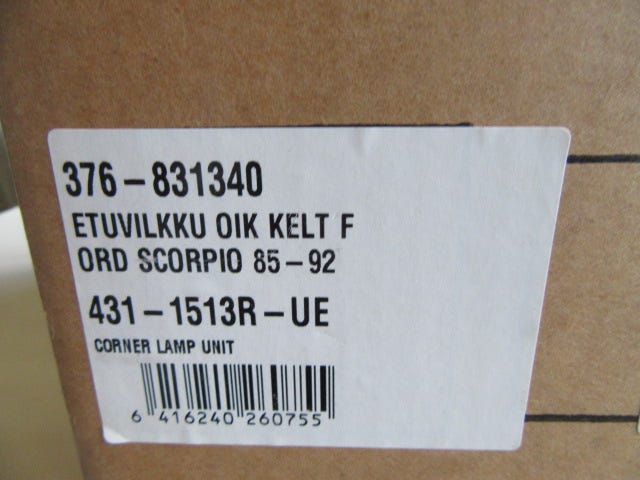 376-831340
ETUVILKKU OIK KELT F
ORD SCORPIO 85-92
431-1513R-UE
CORNER LAMP UNIT
6 416240 260755